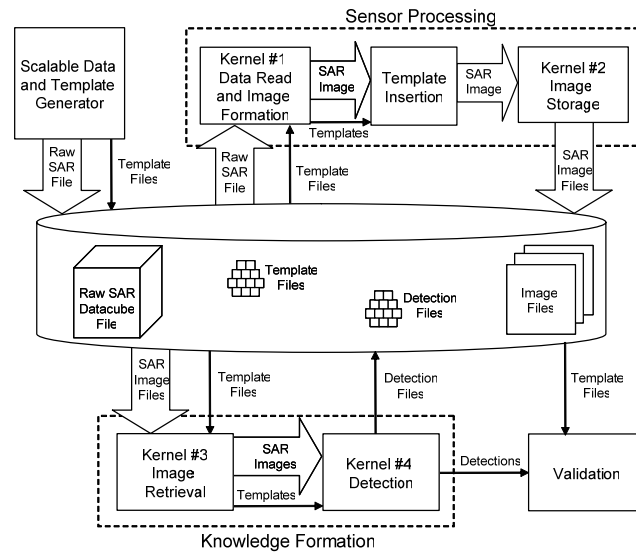 Sensor Processing
Scalable Data
and Template
Generator
Kernel #1
Data Read
and Image
Formation
SAR
Image
Templates
Template
Insertion
SAR
Image
Kernel #2
Image
Storage
Raw
SAR
File
Template
Files
Raw
SAR
File
Template
Files
SAR
Image
Files
Raw SAR
Datacube
File
Template
Files
Detection
Files
Image
Files
SAR
Image
Files
Template
Files
Detection
Files
Template
Files
Kernel #3
Image
Retrieval
SAR
Images
Templates
Kernel #4
Detection
Detections
Validation
Knowledge Formation